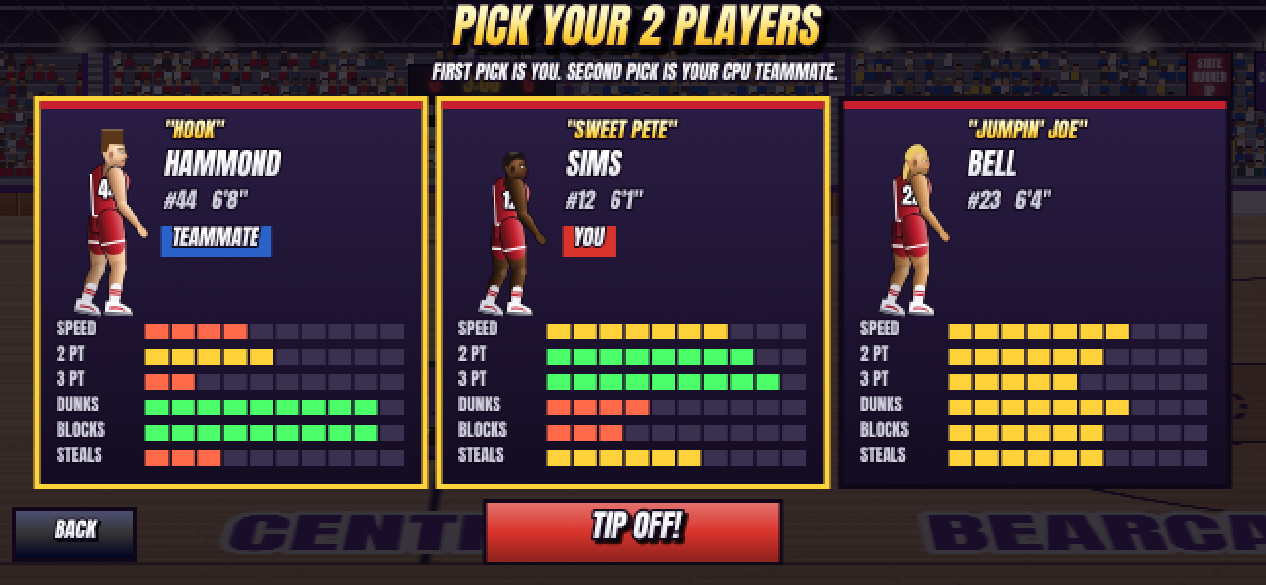 PICK YOUR 2 PLAYERS
FIRST PICK IS YOU. SECOND PICK IS YOUR CPU TEAMMATE.
STATE
RUNNER
UP
"HOOK"
HAMMOND
#44 6'8"
TEAMMATE
SPEED
2 PT
3 PT
DUNKS
BLOCKS
STEALS
"SWEET PETE"
SIMS
#12 6'1"
YOU
SPEED
2 PT
3 PT
DUNKS
BLOCKS
STEALS
"JUMPIN' JOE"
BELL
#23 6'4"
SPEED
2 PT
3 PT
DUNKS
BLOCKS
STEALS
BACK
TIP OFF!
CENT
BEARCA